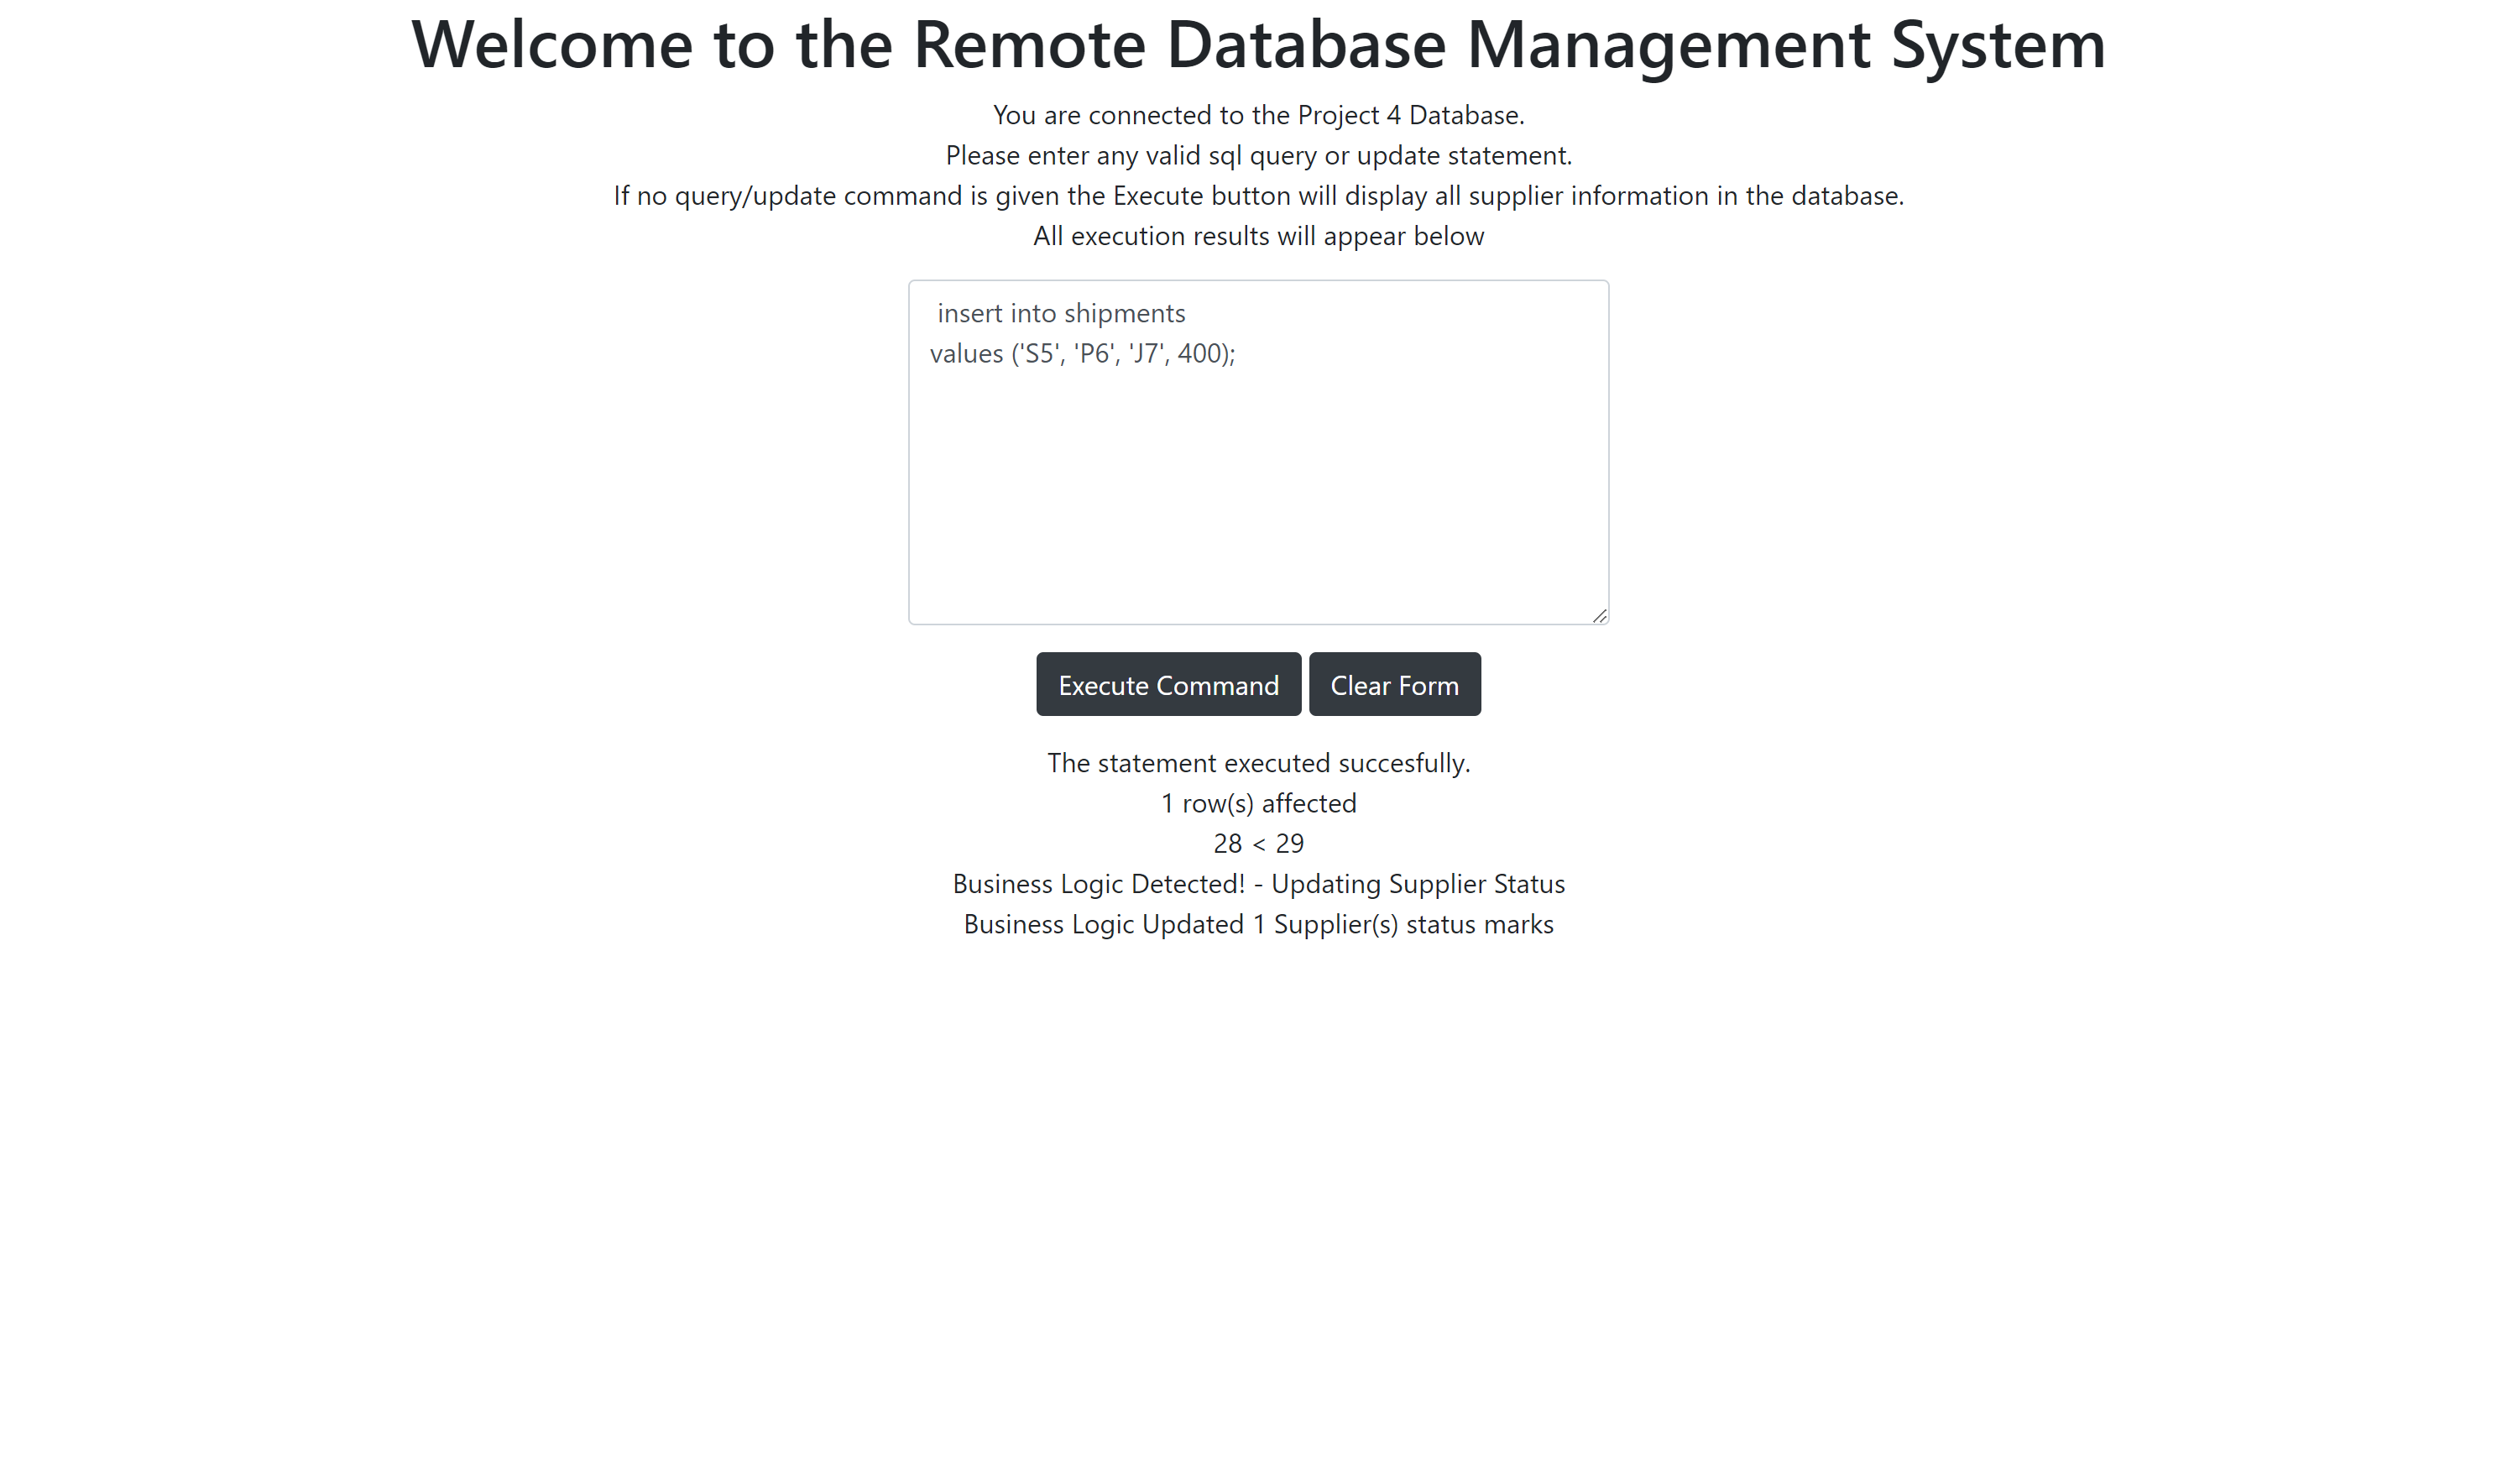 Welcome to the Remote Database Management System
You are connected to the Project 4 Database.
Please enter any valid sql query or update statement.
If no query/update command is given the Execute button will display all supplier information in the database.
All execution results will appear below
insert into shipments
values ('S5', 'P6', 'J7', 400);
Execute Command Clear Form
The statement executed succesfully.
1 row(s) affected
28 < 29
Business Logic Detected! - Updating Supplier Status
Business Logic Updated 1 Supplier(s) status marks